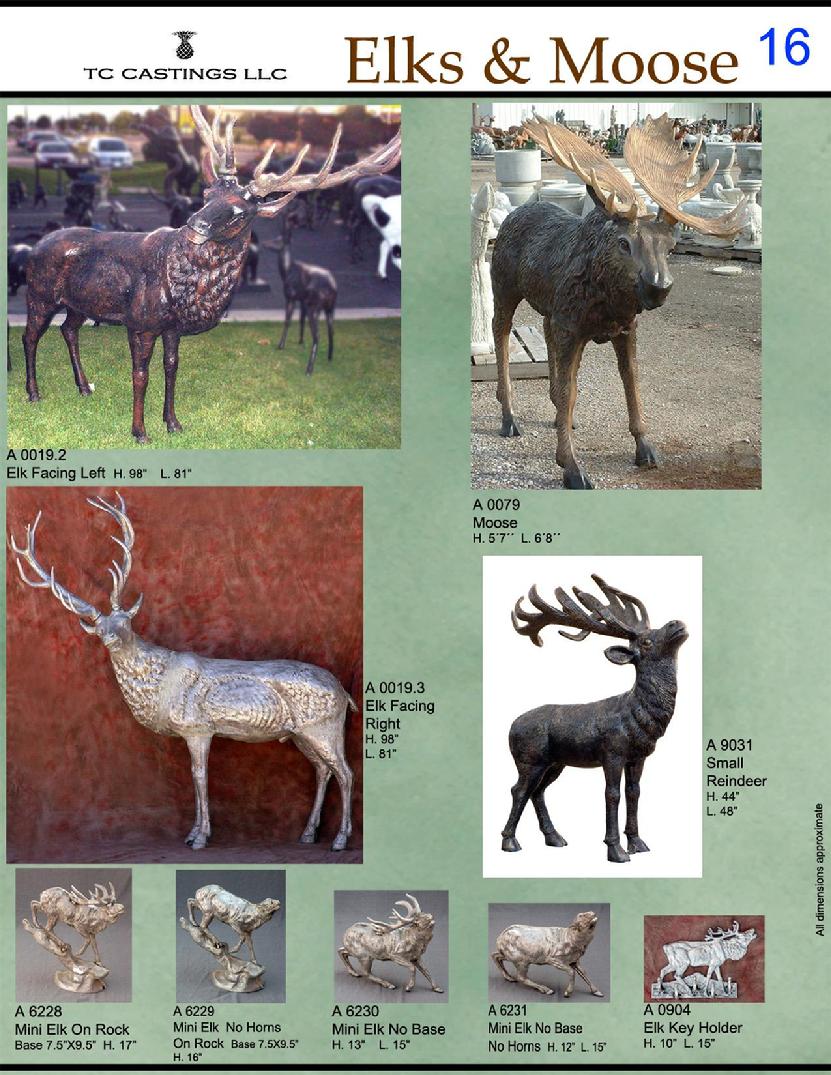 TC CASTINGS LLC
Elks & Moose
16
A 0019.2
Elk Facing Left H. 98" L. 81"
A 0079
Moose
H. 5'7'' L. 6'8''
A 0019.3
Elk Facing
Right
H. 98"
L. 81"
A 9031
Small
Reindeer
H. 44"
L. 48"
All dimensions approximate
A 6228
Mini Elk On Rock
Base 7.5"X9.5" H. 17"
A 6229
Mini Elk No Horns
On Rock Base 7.5X9.5"
H. 16"
A 6230
Mini Elk No Base
H. 13" L. 15"
A 6231
Mini Elk No Base
No Horns H. 12" L. 15"
A 0904
Elk Key Holder
H. 10" L. 15"